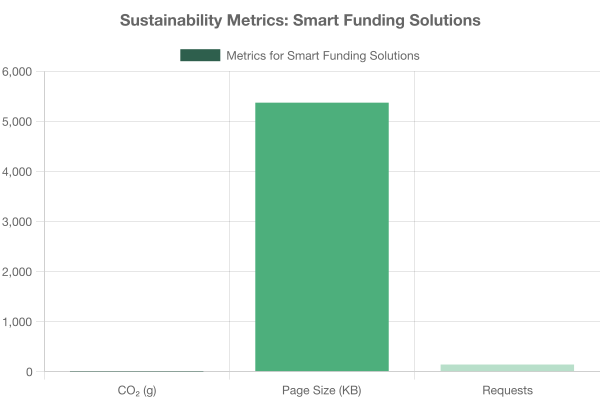 Sustainability Metrics: Smart Funding Solutions
Metrics for Smart Funding Solutions
6,000
5,000
4,000
3,000
2,000
1,000
0
CO₂ (g)
Page Size (KB)
Requests